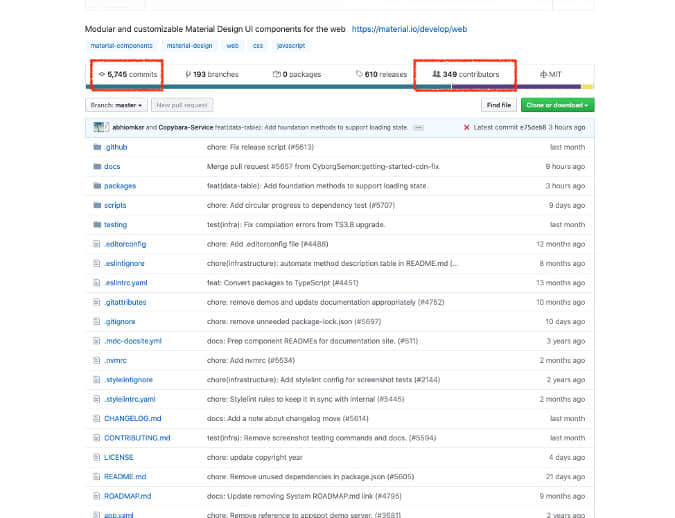 Modular and customizable Material Design UI components for the web https://material.io/develop/web
material-components material-design web css javascript
5,745 commits 193 branches 0 packages 610 releases 349 contributors MIT
Branch: master New pull request Find file Clone or download
abhiomkar and Copybara-Service feat(data-table): Add foundation methods to support loading state. Latest commit e75deb8 3 hours ago
.github chore: Fix release script (#5613) last month
docs Merge pull request #5657 from CyborgSemon:getting-started-cdn-fix 9 hours ago
packages feat(data-table): Add foundation methods to support loading state. 3 hours ago
scripts chore: Add circular progress to dependency test (#5707) 9 days ago
testing test(infra): Fix compilation errors from TS3.8 upgrade. last month
.editorconfig chore: Add .editorconfig file (#4488) 12 months ago
.eslintignore chore(infrastructure): automate method description table in README.md (... 8 months ago
.eslintrc.yaml feat: Convert packages to TypeScript (#4451) 13 months ago
.gitattributes chore: remove demos and update documentation appropriately (#4762) 10 months ago
.gitignore chore: remove unneeded package-lock.json (#5697) 10 days ago
.mdc-docsite.yml docs: Prep component READMEs for documentation site. (#511) 3 years ago
.nvmrc chore: Add nvmrc (#5534) 2 months ago
.stylelintignore chore(infrastructure): Add stylelint config for screenshot tests (#2144) 2 years ago
.stylelintrc.yaml chore: Stylelint rules to keep it in sync with internal (#5445) 2 months ago
CHANGELOG.md docs: Add a note about changelog move (#5614) last month
CONTRIBUTING.md test(infra): Remove screenshot testing commands and docs. (#5594) last month
LICENSE chore: update copyright year 4 days ago
README.md chore: Remove unused dependencies in package.json (#5605) 21 days ago
ROADMAP.md docs: Update removing System ROADMAP.md link (#4795) 9 months ago
app.yaml chore: Remove reference to appspot demo server. (#3681) 2 years ago